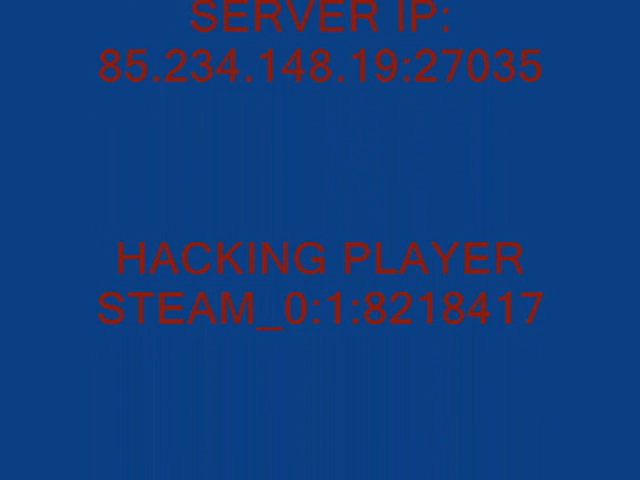 SERVER IP:
85.234.148.19:27035
HACKING PLAYER
STEAM_0:1:8218417